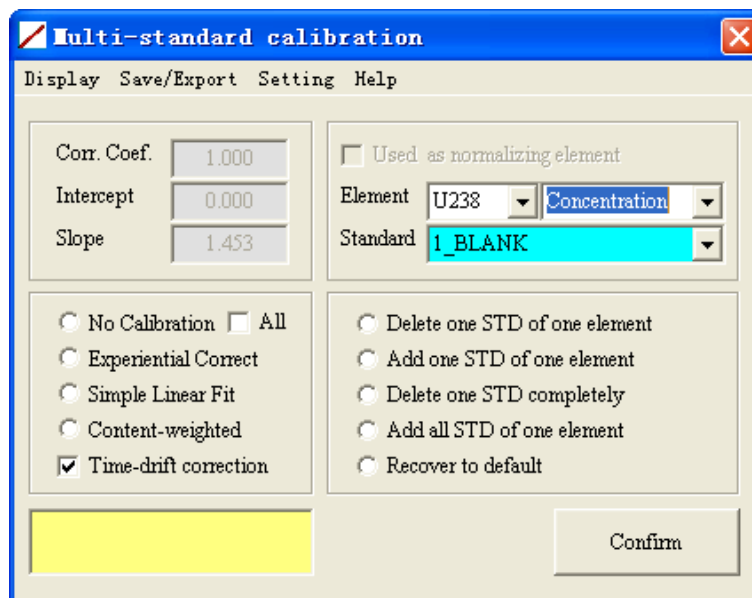 Multi-standard calibration
Display Save/Export Setting Help
Corr. Coef. 1.000
Intercept 0.000
Slope 1.453
Used as normalizing element
Element U238 Concentration
Standard 1_BLANK
No Calibration All
Experiential Correct
Simple Linear Fit
Content-weighted
Time-drift correction
Delete one STD of one element
Add one STD of one element
Delete one STD completely
Add all STD of one element
Recover to default
Confirm